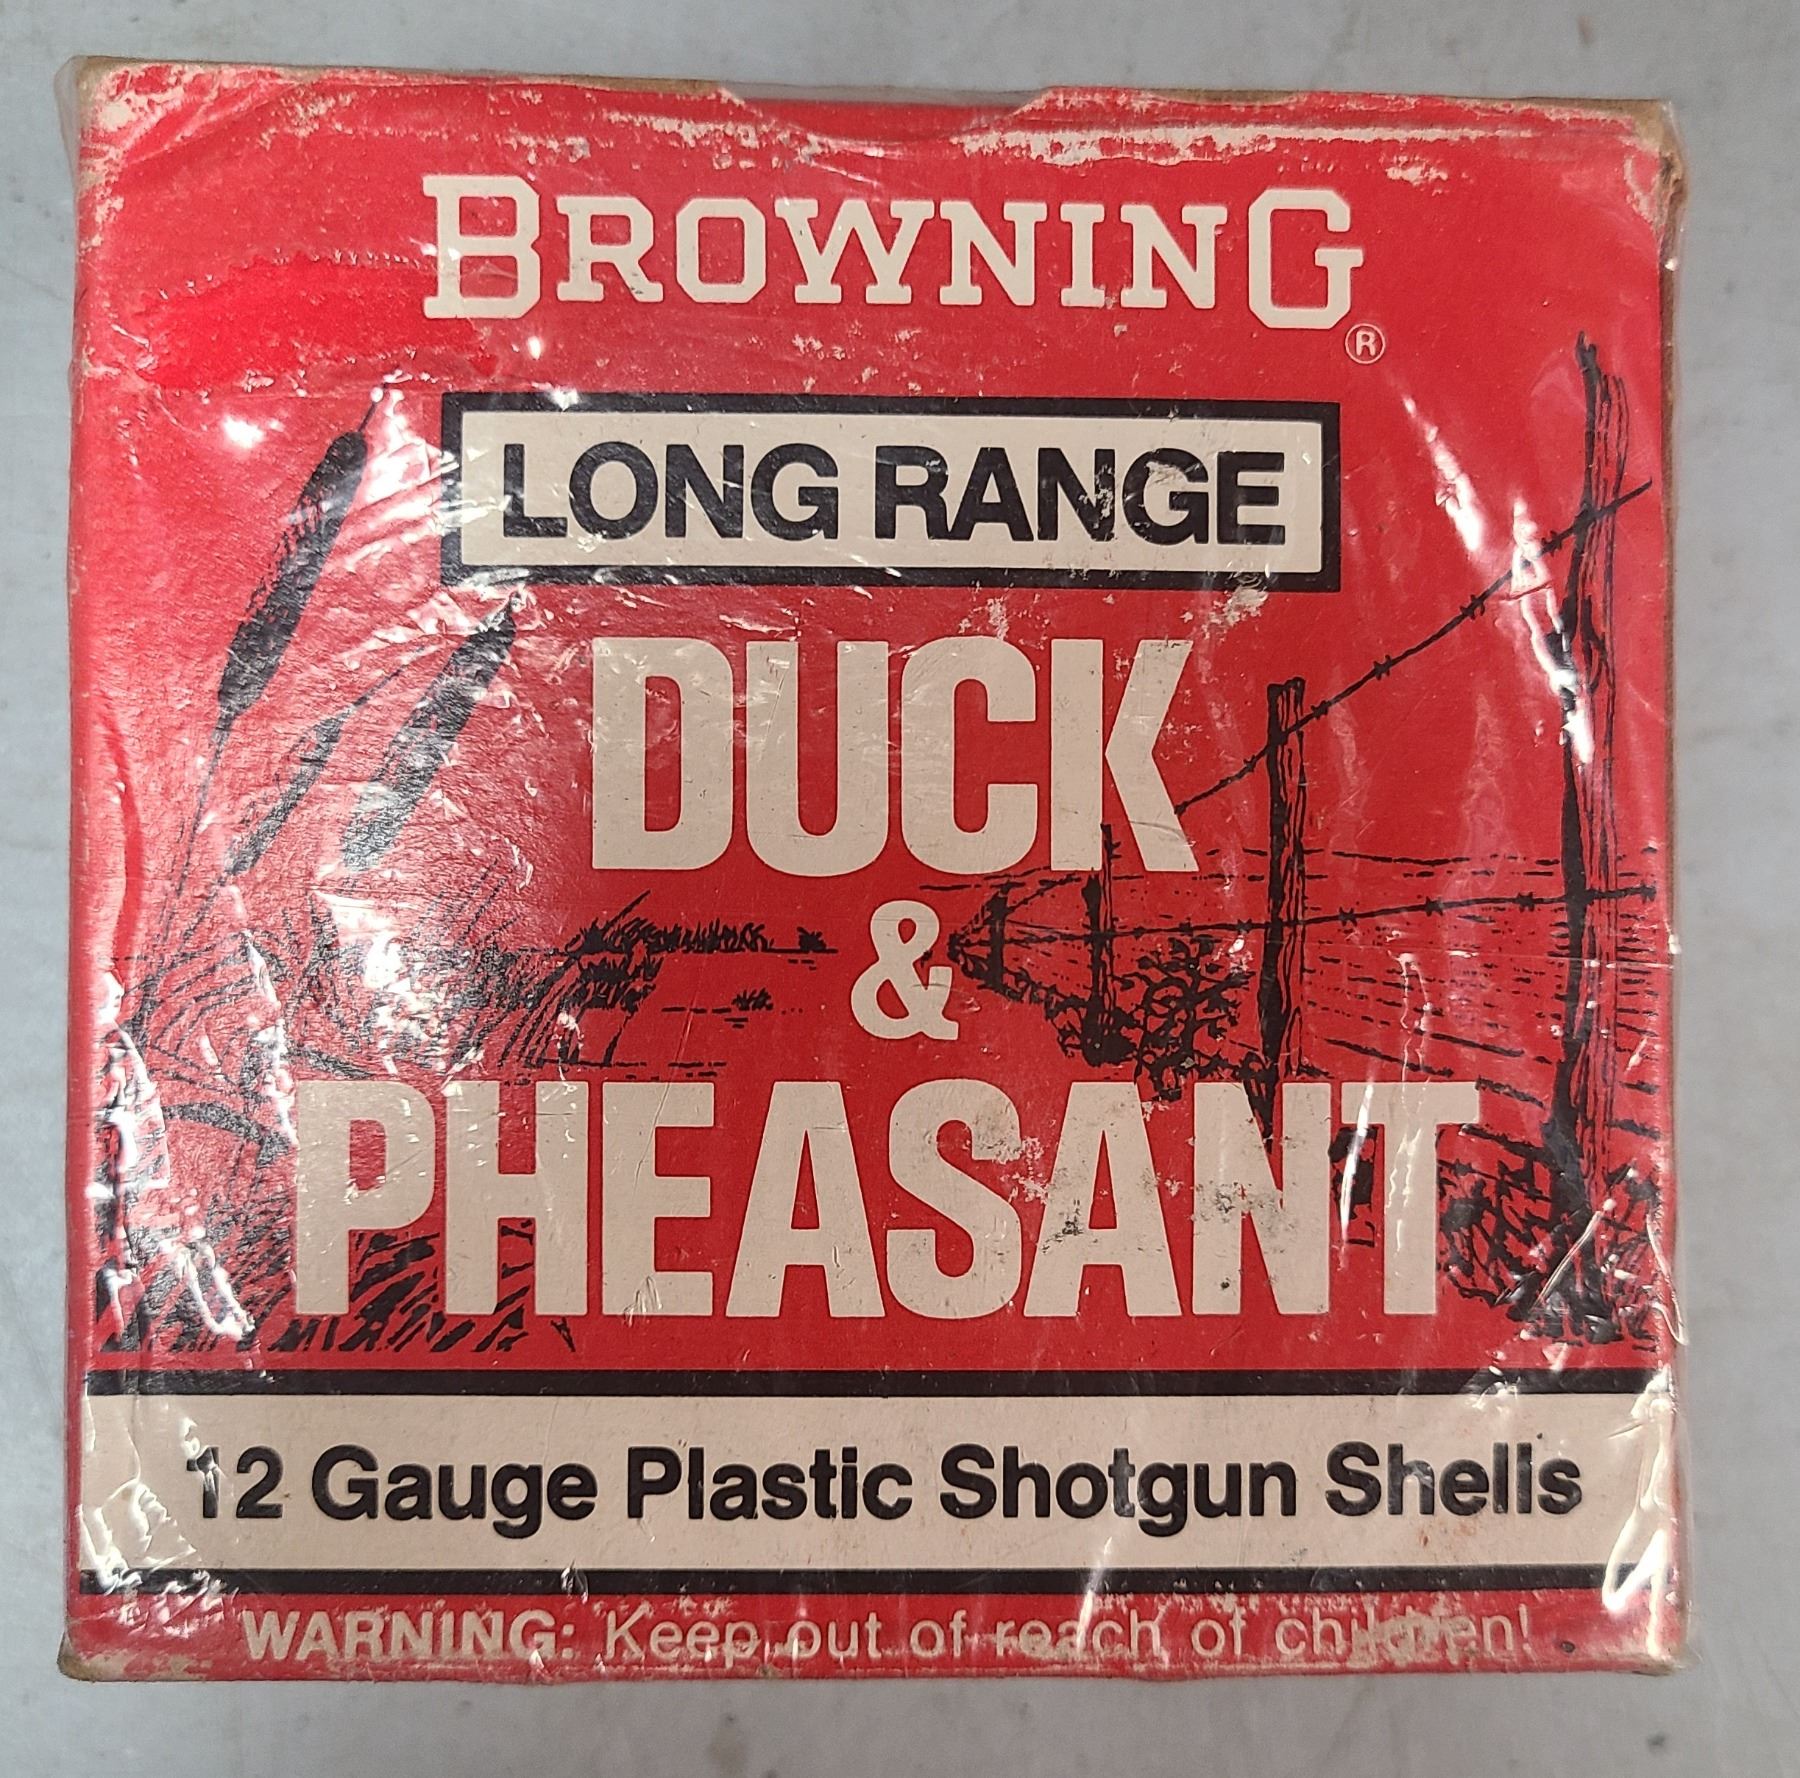 BROWNING
®
LONG RANGE
DUCK
&
PHEASANT
12 Gauge Plastic Shotgun Shells
WARNING: Keep out of reach of children!